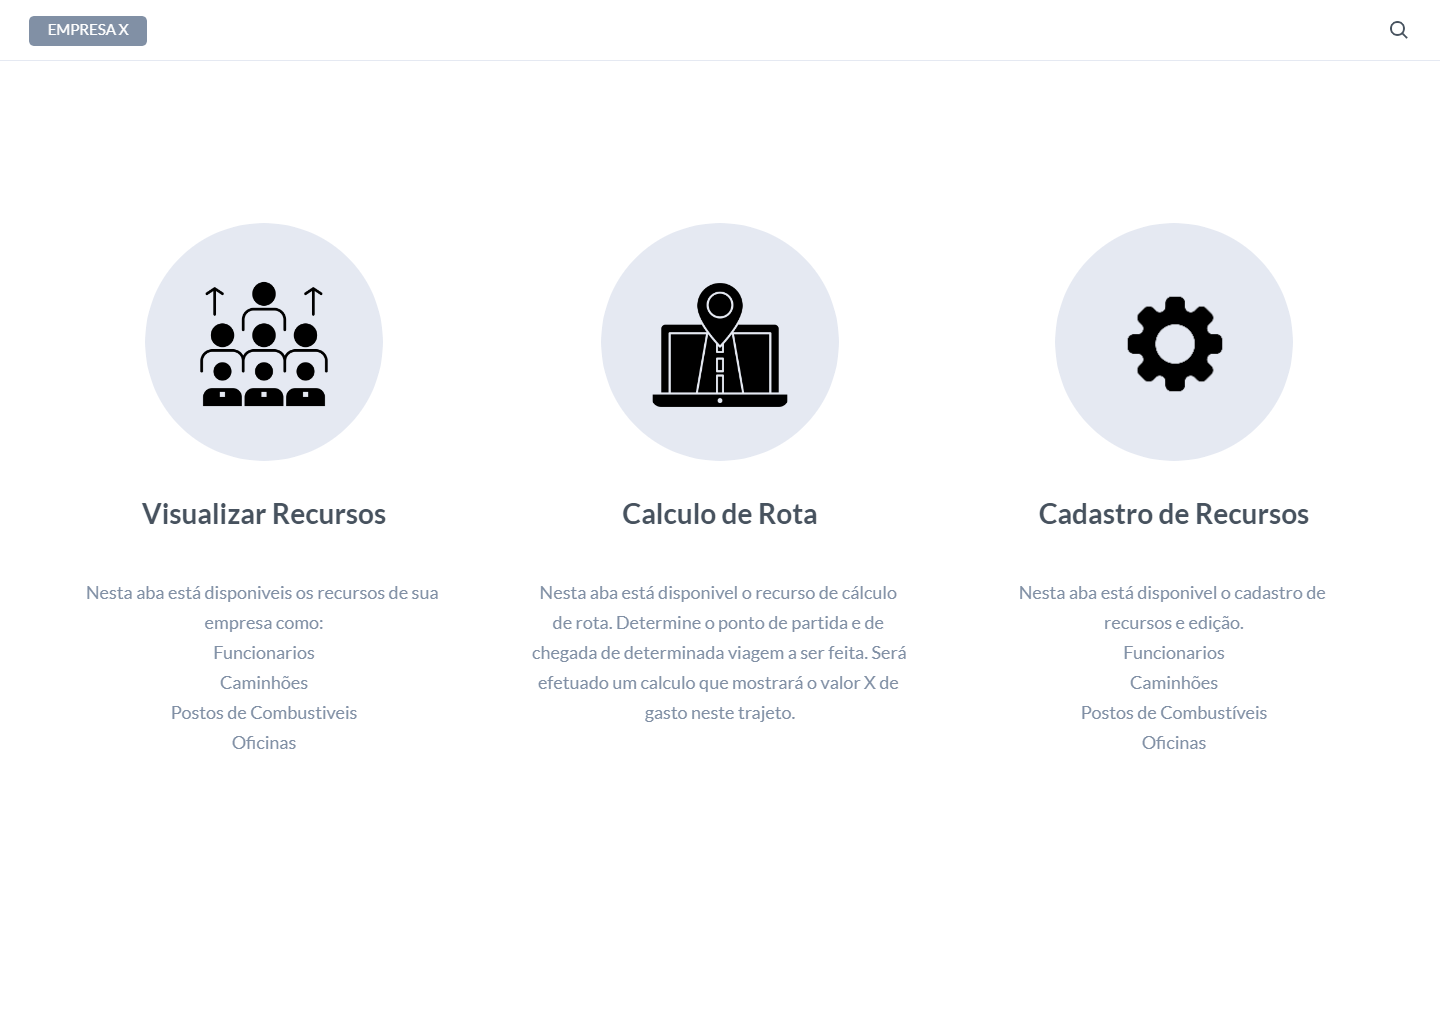 EMPRESA X
Visualizar Recursos
Nesta aba está disponiveis os recursos de sua
empresa como:
Funcionarios
Caminhões
Postos de Combustiveis
Oficinas
Calculo de Rota
Nesta aba está disponivel o recurso de cálculo
de rota. Determine o ponto de partida e de
chegada de determinada viagem a ser feita. Será
efetuado um calculo que mostrará o valor X de
gasto neste trajeto.
Cadastro de Recursos
Nesta aba está disponivel o cadastro de
recursos e edição.
Funcionarios
Caminhões
Postos de Combustíveis
Oficinas